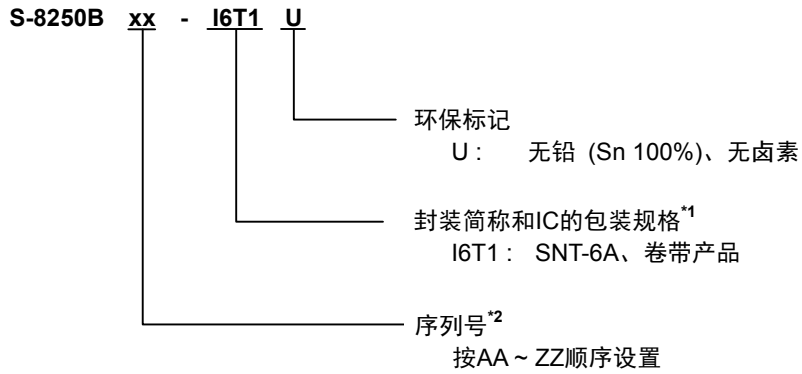 S-8250B xx - I6T1 U
环保标记
U : 无铅 (Sn 100%)、无卤素
封装简称和IC的包装规格*1
I6T1 : SNT-6A、卷带产品
序列号*2
按AA ~ ZZ顺序设置